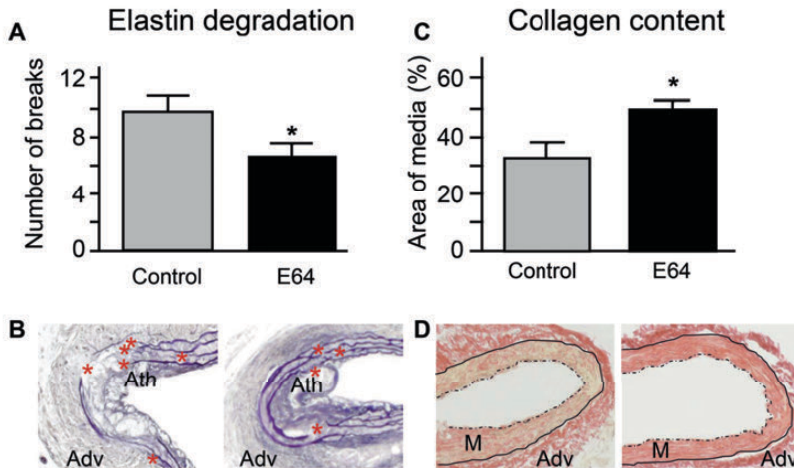 A
Elastin degradation
Number of breaks
12
8
4
0
*
Control
E64
C
Collagen content
Area of media (%)
60
40
20
0
*
Control
E64
B
* * * * * *
Ath
Adv
* * * *
Ath
Adv
D
M
Adv
M
Adv